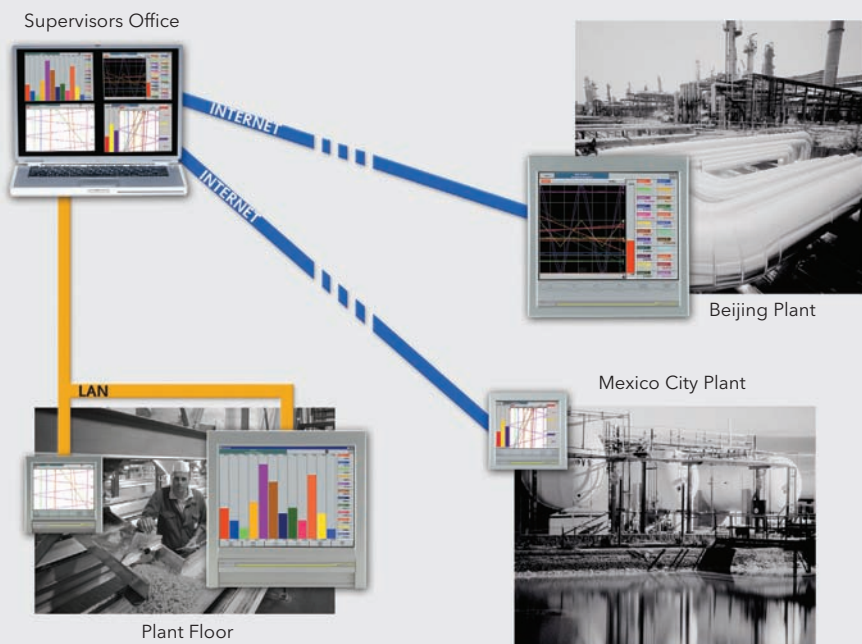 Supervisors Office
INTERNET
INTERNET
Beijing Plant
Mexico City Plant
LAN
Plant Floor